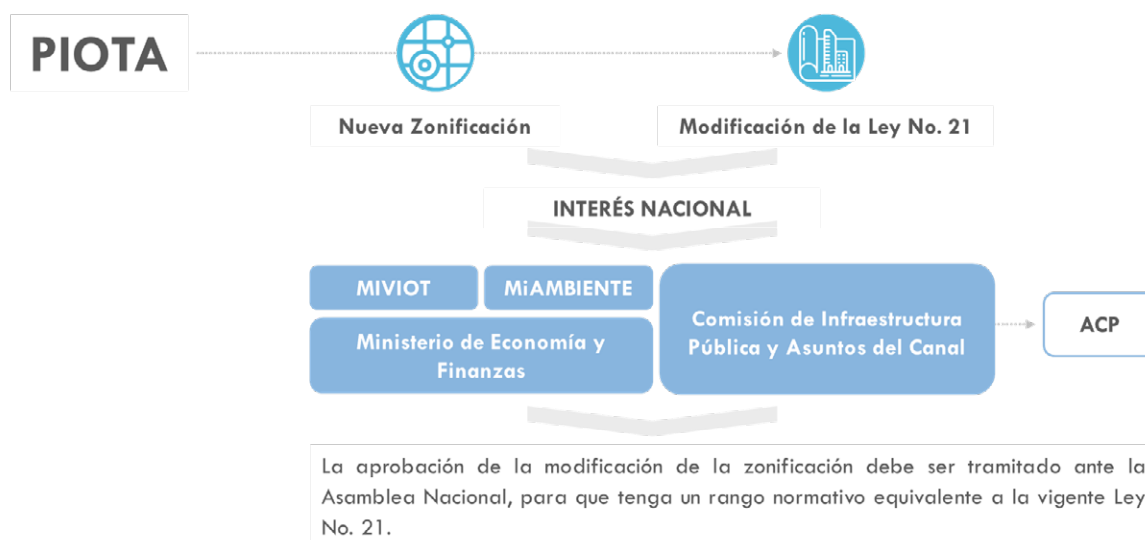 PIOTA
Nueva Zonificación
Modificación de la Ley No. 21
INTERÉS NACIONAL
MIVIOT
MiAMBIENTE
Ministerio de Economía y
Finanzas
Comisión de Infraestructura
Pública y Asuntos del Canal
ACP
La aprobación de la modificación de la zonificación debe ser tramitado ante la
Asamblea Nacional, para que tenga un rango normativo equivalente a la vigente Ley
No. 21.